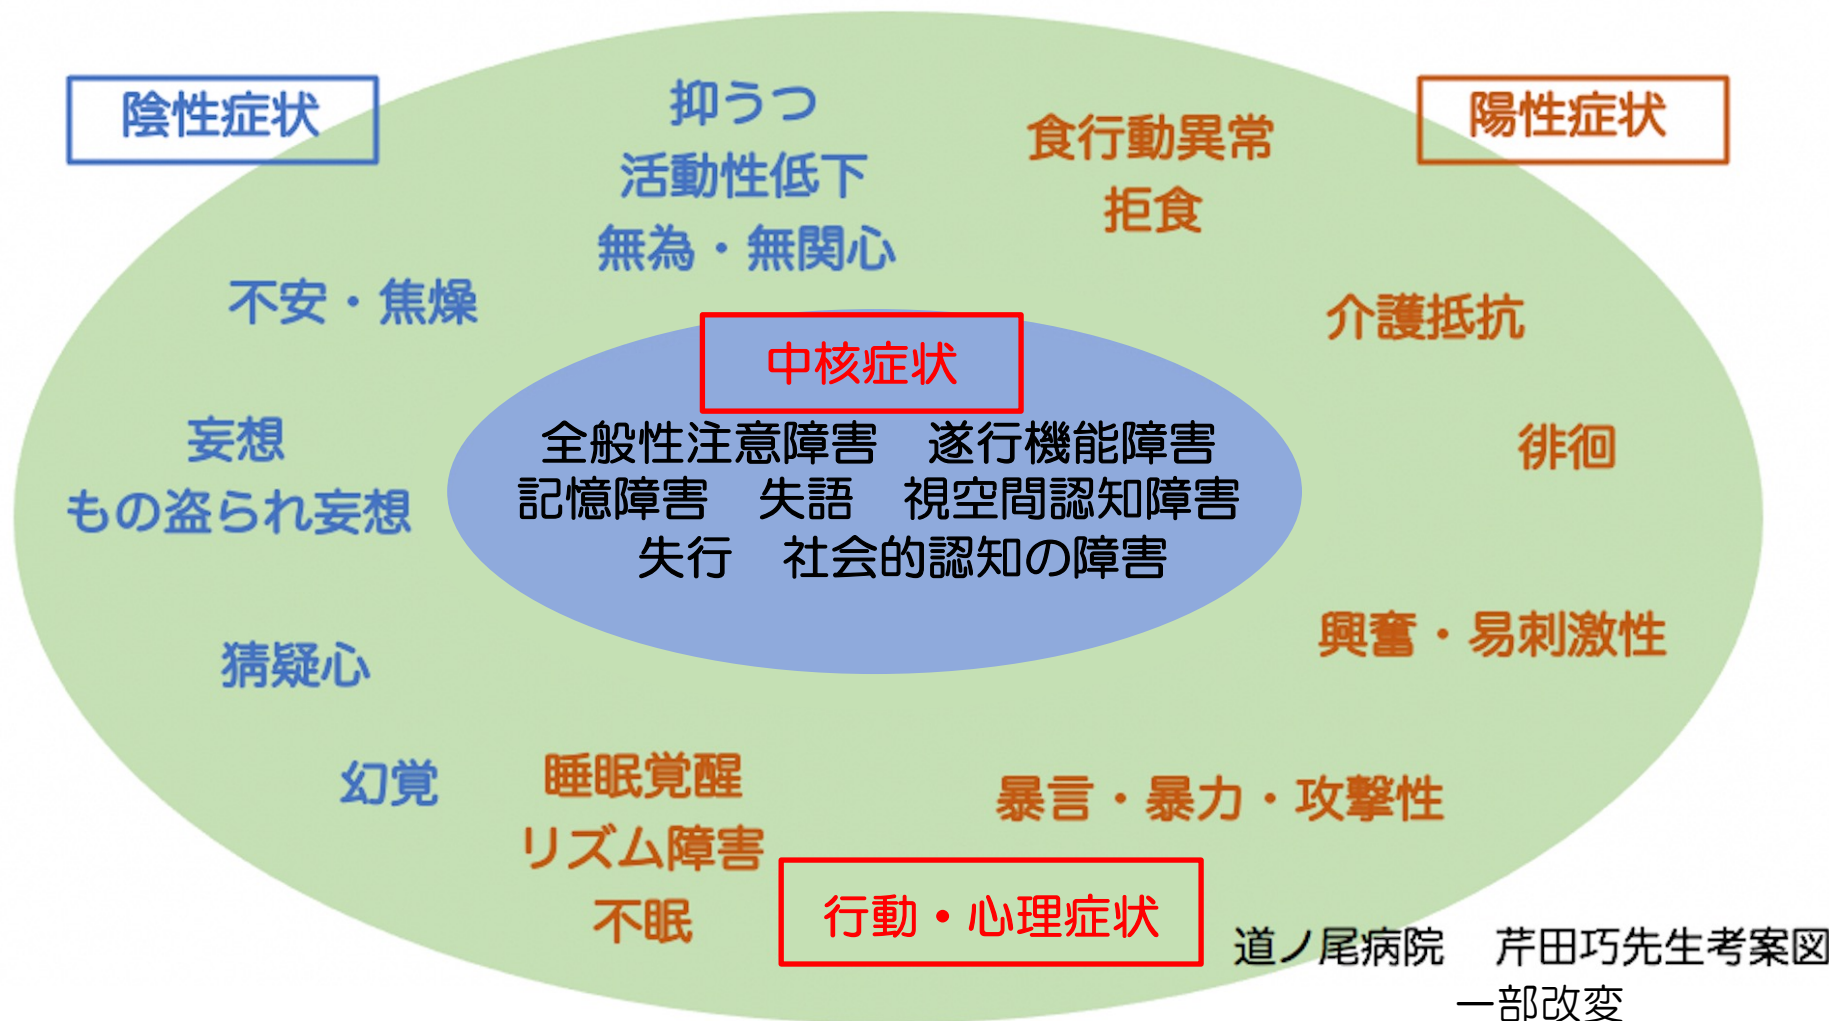 陰性症状
抑うつ
活動性低下
無為・無関心
食行動異常
拒食
陽性症状
不安・焦燥
介護抵抗
中核症状
全般性注意障害　遂行機能障害
記憶障害　失語　視空間認知障害
失行　社会的認知の障害
妄想
もの盗られ妄想
徘徊
猜疑心
興奮・易刺激性
幻覚
睡眠覚醒
リズム障害
不眠
暴言・暴力・攻撃性
行動・心理症状
道ノ尾病院　芹田巧先生考案図
一部改変